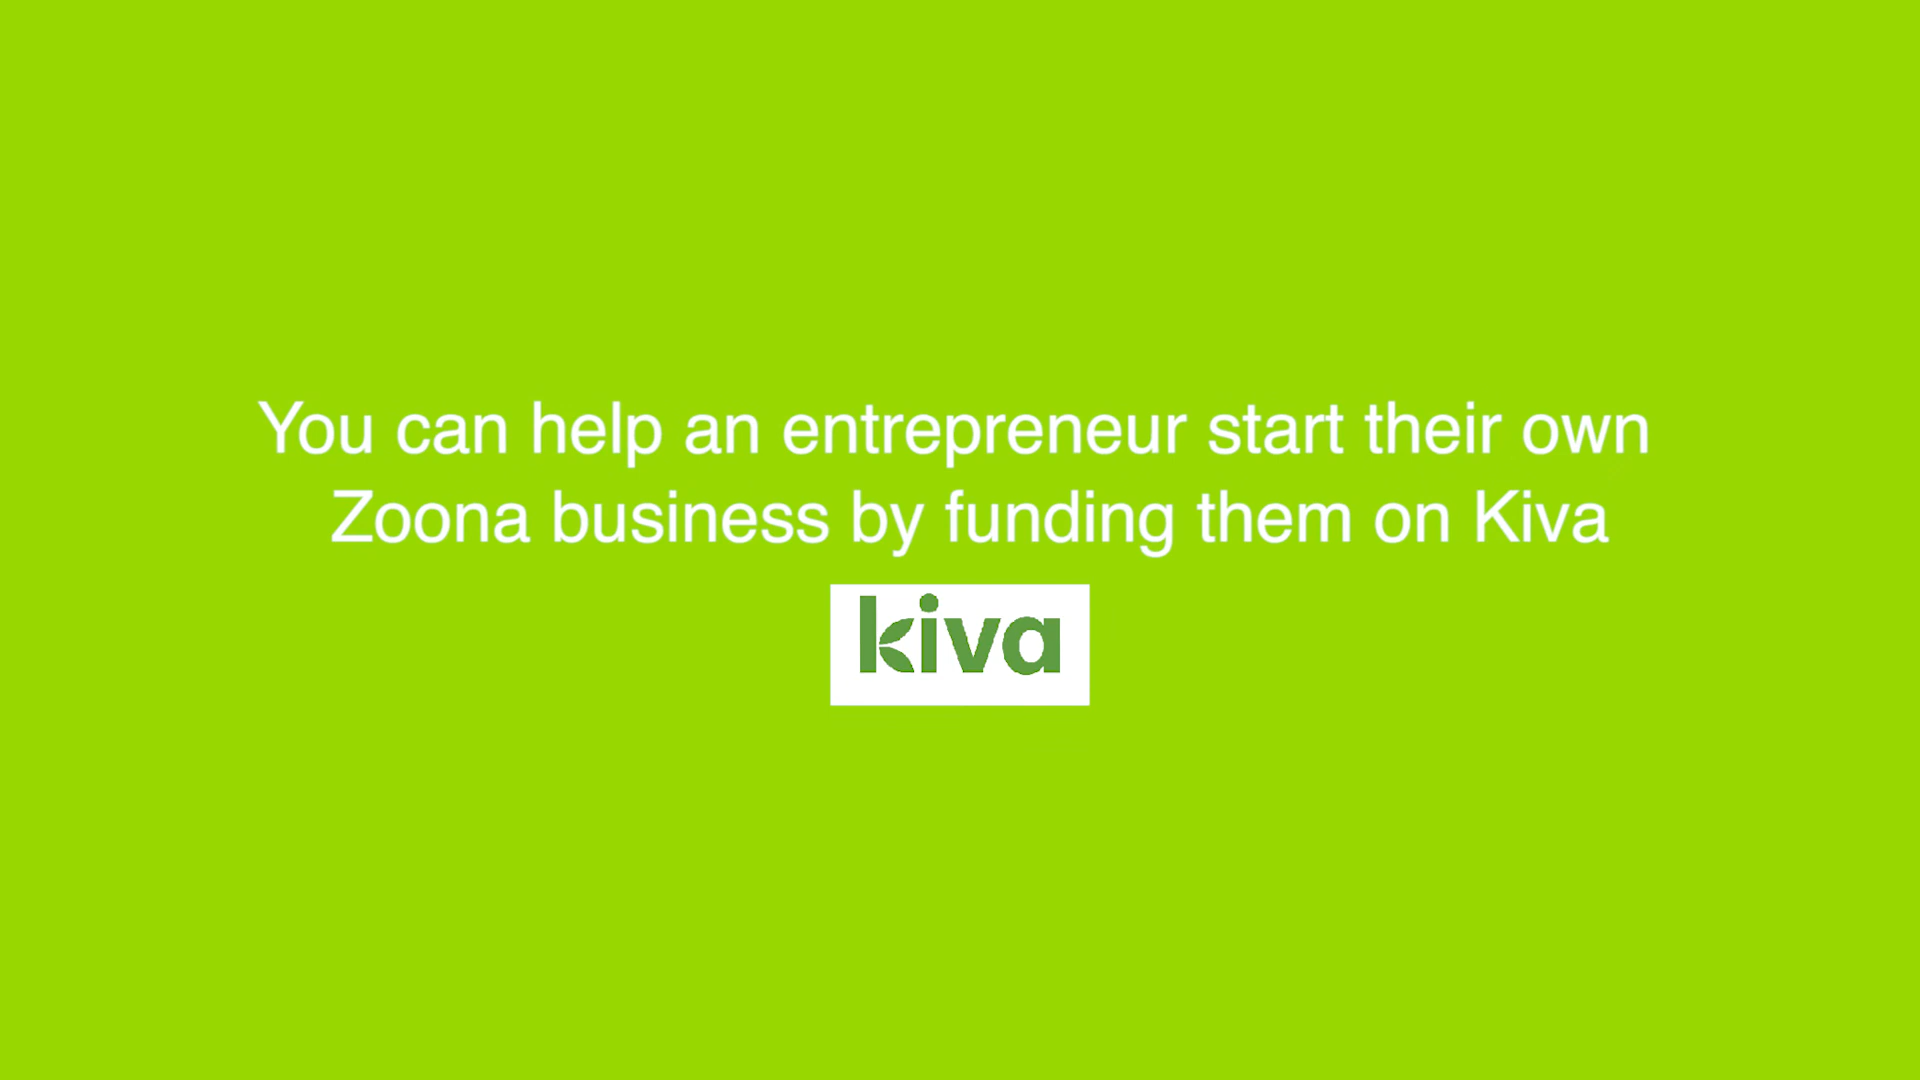 You can help an entrepreneur start their own
Zoona business by funding them on Kiva
kiva